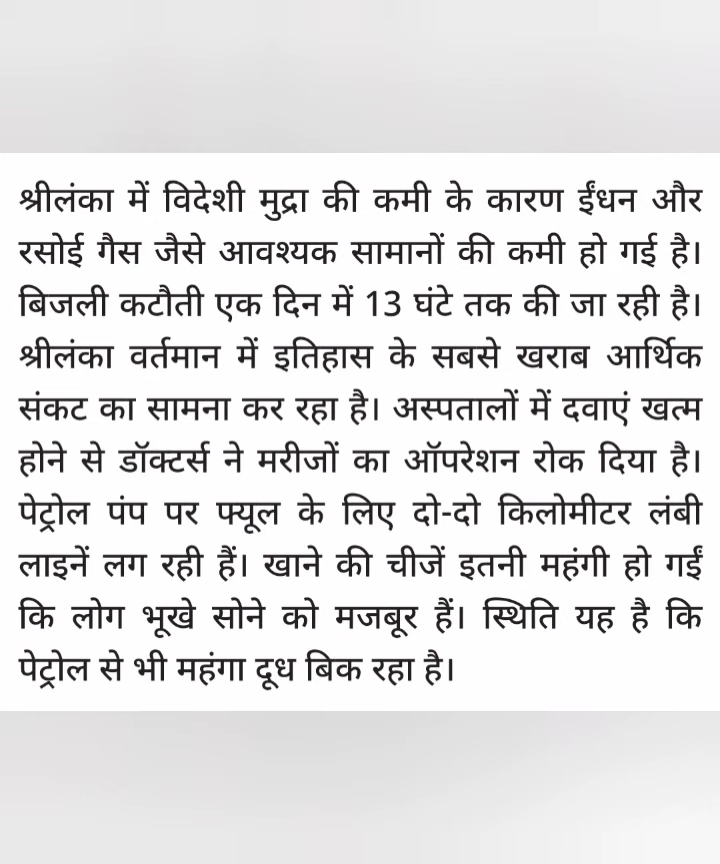 श्रीलंका में विदेशी मुद्रा की कमी के कारण ईंधन और
रसोई गैस जैसे आवश्यक सामानों की कमी हो गई है।
बिजली कटौती एक दिन में 13 घंटे तक की जा रही है।
श्रीलंका वर्तमान में इतिहास के सबसे खराब आर्थिक
संकट का सामना कर रहा है। अस्पतालों में दवाएं खत्म
होने से डॉक्टर्स ने मरीजों का ऑपरेशन रोक दिया है।
पेट्रोल पंप पर फ्यूल के लिए दो-दो किलोमीटर लंबी
लाइनें लग रही हैं। खाने की चीजें इतनी महंगी हो गईं
कि लोग भूखे सोने को मजबूर हैं। स्थिति यह है कि
पेट्रोल से भी महंगा दूध बिक रहा है।